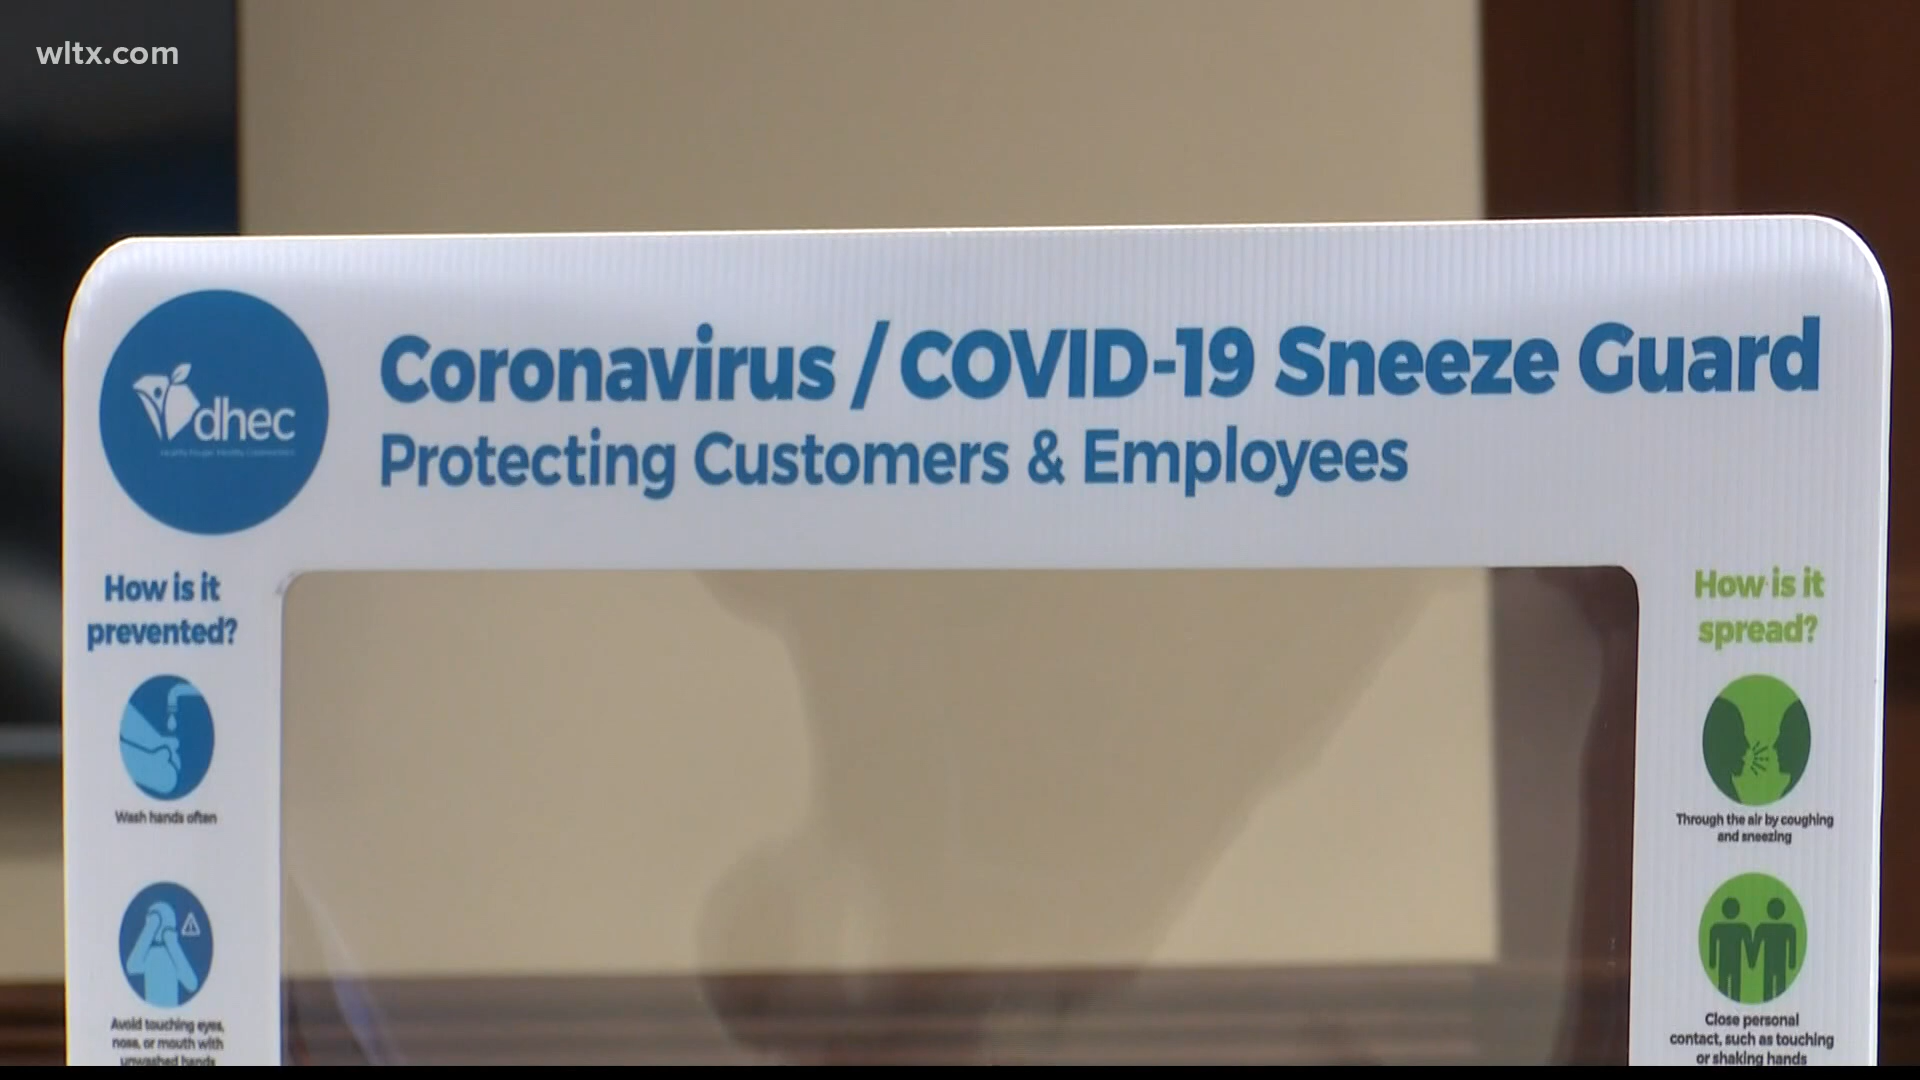 wltx.com
dhec
Coronavirus / COVID-19 Sneeze Guard
Protecting Customers & Employees
How is it
prevented?
Wash hands often
Avoid touching eyes,
nose, or mouth with
unwashed hands
How is it
spread?
Through the air by coughing
and sneezing
Close personal
contact, such as touching
or shaking hands